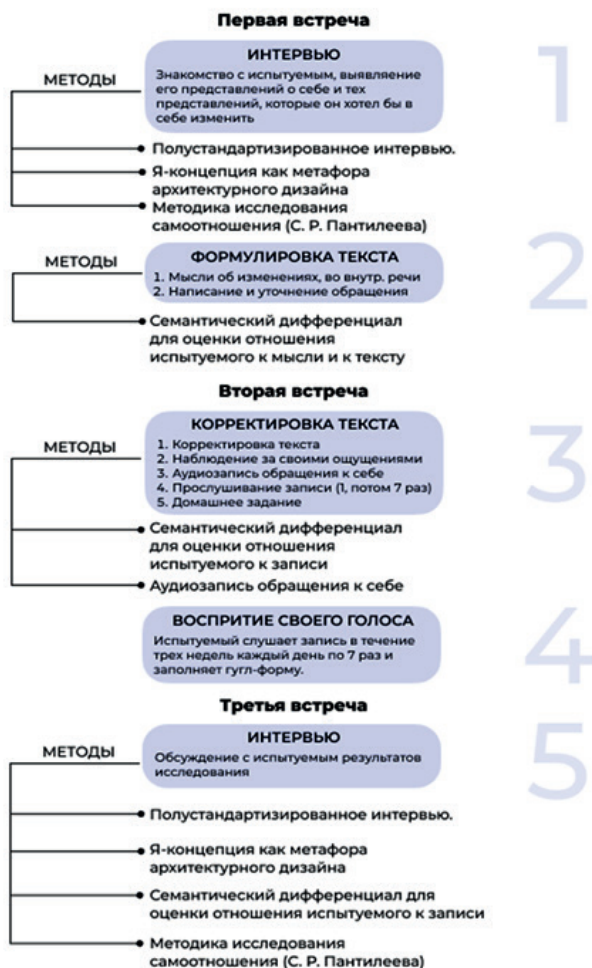 Первая встреча
ИНТЕРВЬЮ
МЕТОДЫ
Знакомство с испытуемым, выявляение
его представлений о себе и тех
представлений, которые он хотел бы в
себе изменить
Полустандартизированное интервью.
Я-концепция как метафора
архитектурного дизайна
Методика исследования
самоотношения (С. Р. Пантилеева)
1
МЕТОДЫ
ФОРМУЛИРОВКА ТЕКСТА
1. Мысли об изменениях, во внутр. речи
2. Написание и уточнение обращения
Семантический дифференциал
для оценки отношения
испытуемого к мысли и к тексту
2
Вторая встреча
КОРРЕКТИРОВКА ТЕКСТА
МЕТОДЫ
1. Корректировка текста
2. Наблюдение за своими ощущениями
3. Аудиозапись обращения к себе
4. Прослушивание записи (1, потом 7 раз)
5. Домашнее задание
Семантический дифференциал
для оценки отношения
испытуемого к записи
Аудиозапись обращения к себе
3
ВОСПРИТИЕ СВОЕГО ГОЛОСА
Испытуемый слушает запись в течение
трех недель каждый день по 7 раз и
заполняет гугл-форму.
4
Третья встреча
ИНТЕРВЬЮ
МЕТОДЫ
Обсуждение с испытуемым результатов
исследования
5
Полустандартизированное интервью.
Я-концепция как метафора
архитектурного дизайна
Семантический дифференциал для
оценки отношения испытуемого к записи
Методика исследования
самоотношения (С. Р. Пантилеева)